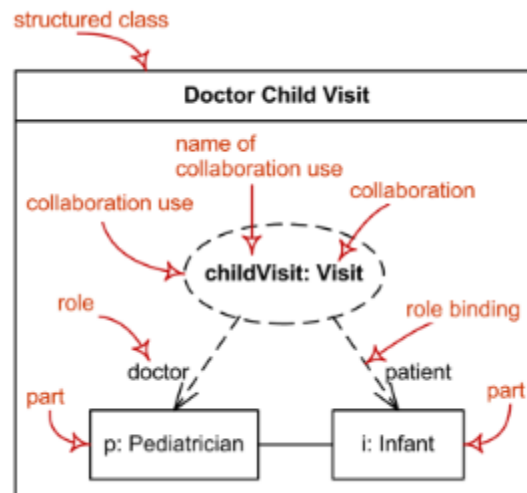 structured class
Doctor Child Visit
name of
collaboration use
collaboration
collaboration use
childVisit: Visit
role
role binding
doctor
patient
part
part
p: Pediatrician
i: Infant